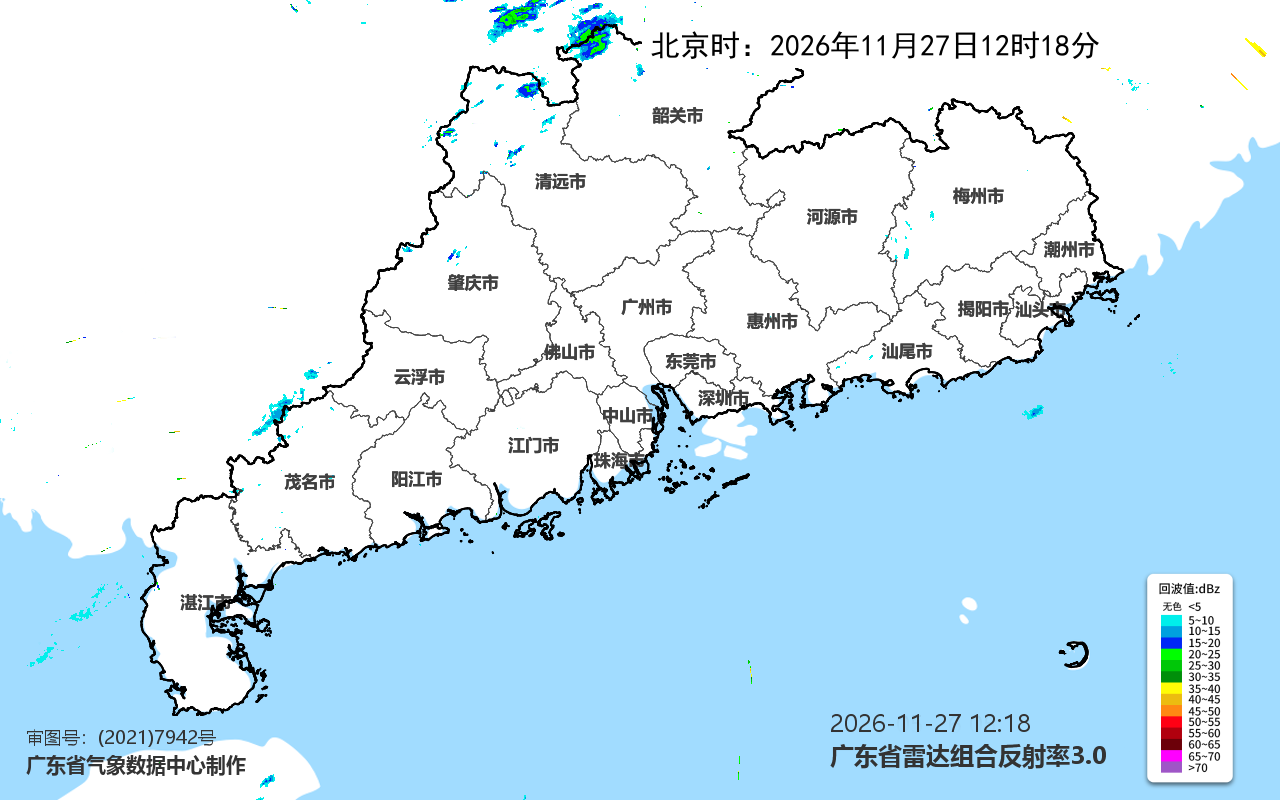 北京时：2026年11月27日12时18分
韶关市
清远市
梅州市
河源市
潮州市
肇庆市
广州市
揭阳市
汕头市
惠州市
佛山市
汕尾市
东莞市
云浮市
深圳市
中山市
江门市
珠海市
阳江市
茂名市
湛江市
回波值:dBz
无色 <5
5~10
10~15
15~20
20~25
25~30
30~35
35~40
40~45
45~50
50~55
55~60
60~65
65~70
>70
2026-11-27 12:18
广东省雷达组合反射率3.0
审图号：(2021)7942号
广东省气象数据中心制作